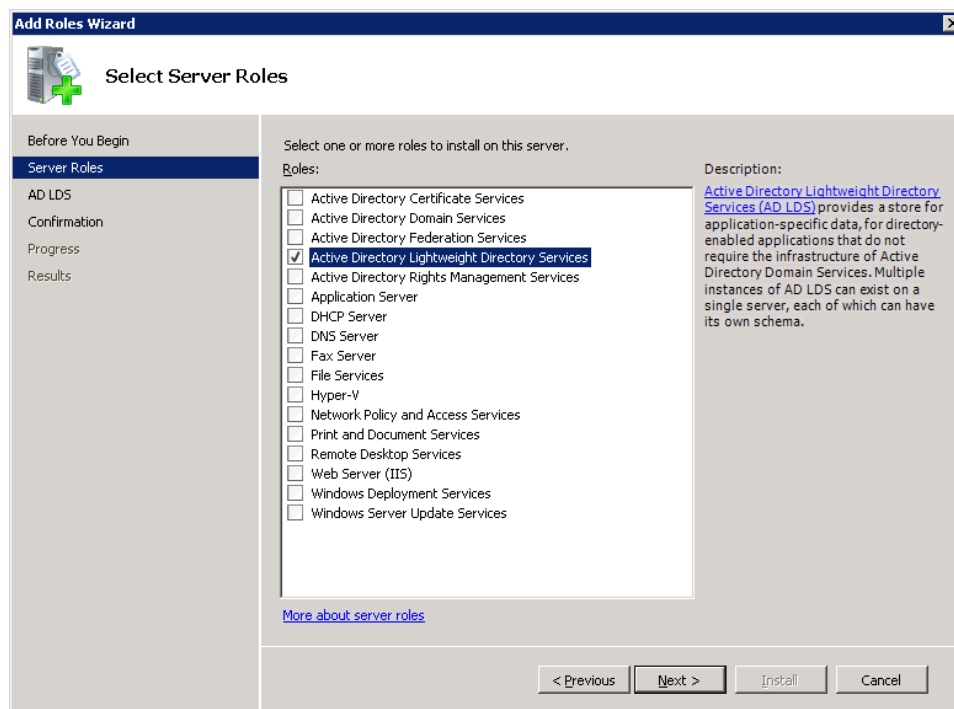 Add Roles Wizard
Select Server Roles
Before You Begin
Server Roles
AD LDS
Confirmation
Progress
Results
Select one or more roles to install on this server.
Roles:
Active Directory Certificate Services
Active Directory Domain Services
Active Directory Federation Services
Active Directory Lightweight Directory Services
Active Directory Rights Management Services
Application Server
DHCP Server
DNS Server
Fax Server
File Services
Hyper-V
Network Policy and Access Services
Print and Document Services
Remote Desktop Services
Web Server (IIS)
Windows Deployment Services
Windows Server Update Services
More about server roles
Description:
Active Directory Lightweight Directory
Services (AD LDS) provides a store for
application-specific data, for directory-
enabled applications that do not
require the infrastructure of Active
Directory Domain Services. Multiple
instances of AD LDS can exist on a
single server, each of which can have
its own schema.
< Previous
Next >
Install
Cancel